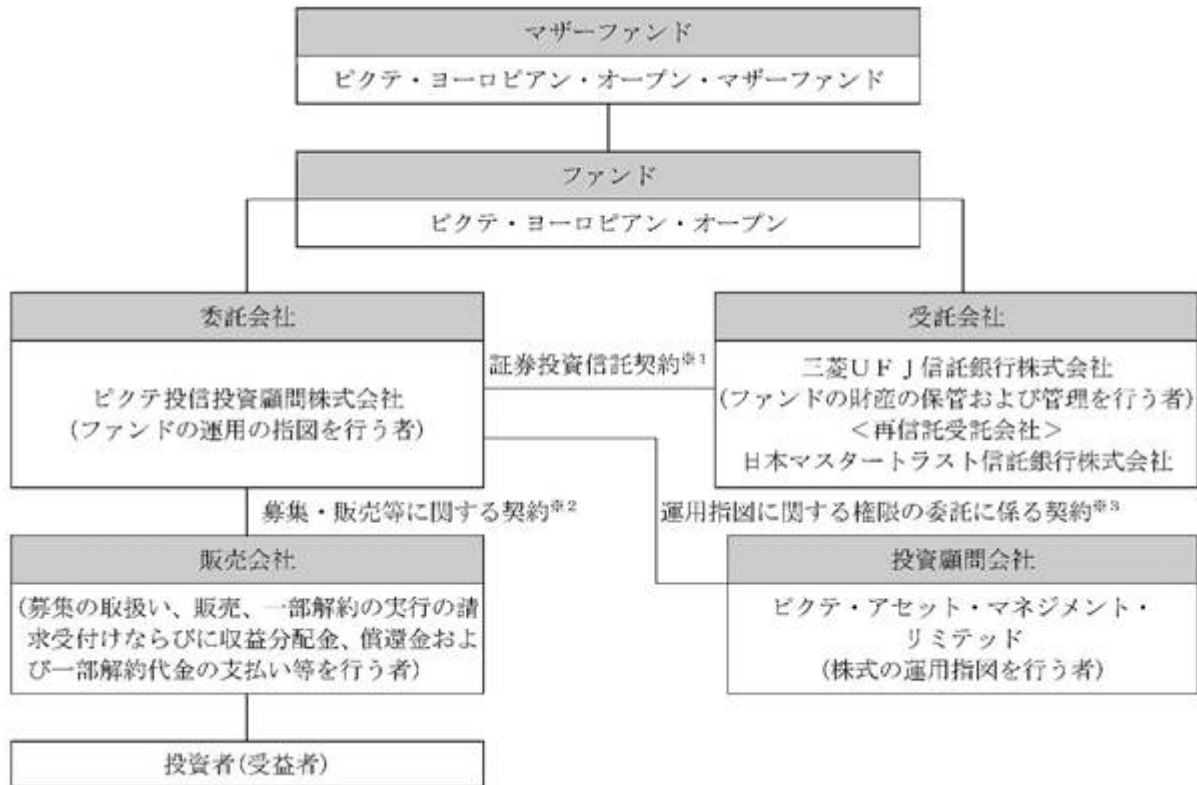 マザーファンド
ピクテ・ヨーロピアン・オープン・マザーファンド
ファンド
ピクテ・ヨーロピアン・オープン
委託会社
ピクテ投信投資顧問株式会社
(ファンドの運用の指図を行う者)
証券投資信託契約※1
受託会社
三菱UFJ信託銀行株式会社
(ファンドの財産の保管および管理を行う者)
<再信託受託会社>
日本マスタートラスト信託銀行株式会社
募集・販売等に関する契約※2
運用指図に関する権限の委託に係る契約※3
販売会社
(募集の取扱い、販売、一部解約の実行の請
求受付けならびに収益分配金、償還金およ
び一部解約代金の支払い等を行う者)
投資顧問会社
ピクテ・アセット・マネジメント・
リミテッド
(株式の運用指図を行う者)
投資者(受益者)